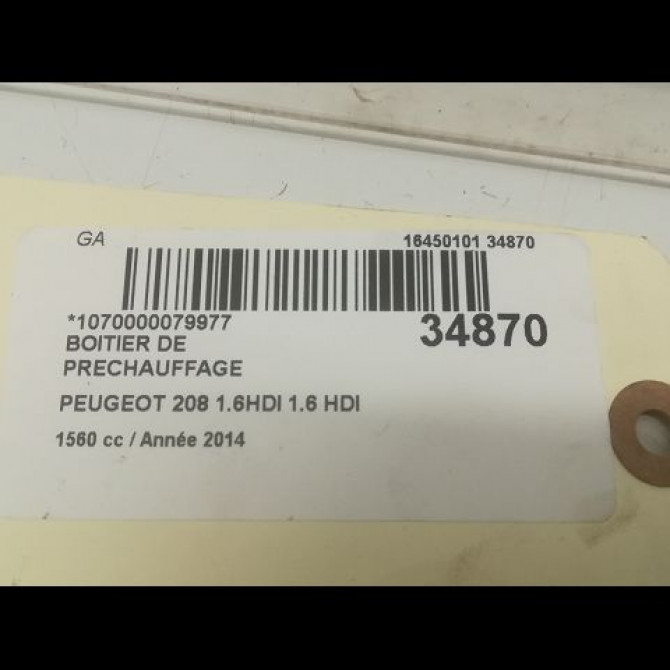 GA
16450101 34870
*1070000079977
34870
BOITIER DE
PRECHAUFFAGE
PEUGEOT 208 1.6HDI 1.6 HDI
1560 cc / Année 2014